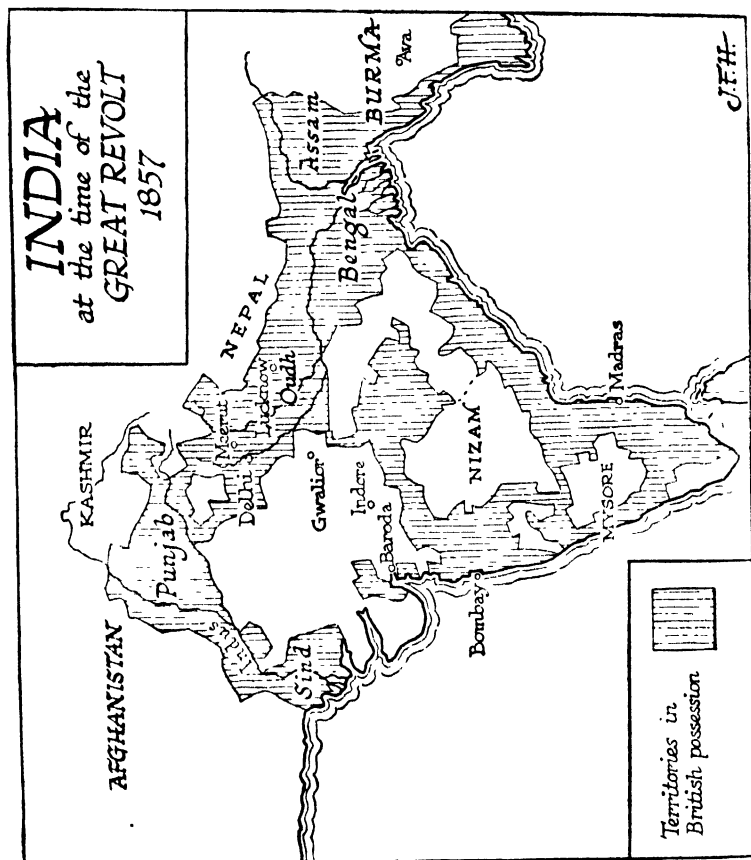 INDIA
at the time of the
GREAT REVOLT
1857
KASHMIR
AFGHANISTAN
Punjab
NEPAL
Meerut
Delhi
Lucknow
Oudh
Indus
Sind
Gwalior
Assam
BURMA
Ava
Bengal
Indore
Baroda
Bombay
NIZAM
MYSORE
Madras
Territories in
British possession
J.F.H.